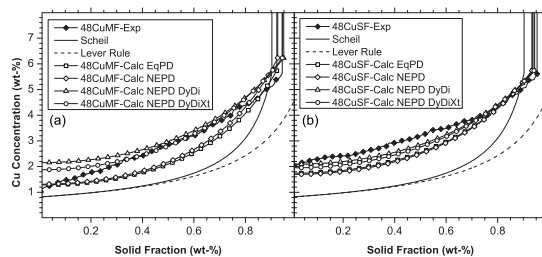 Cu Concentration (wt-%)
8
7
6
5
4
3
2
1
48CuMF-Exp
Scheil
Lever Rule
48CuMF-Calc EqPD
48CuMF-Calc NEPD
48CuMF-Calc NEPD DyDi
48CuMF-Calc NEPD DyDiXt
(a)
0.2 0.4 0.6 0.8
Solid Fraction (wt-%)
48CuSF-Exp
Scheil
Lever Rule
48CuSF-Calc EqPD
48CuSF-Calc NEPD
48CuSF-Calc NEPD DyDi
48CuSF-Calc NEPD DyDiXt
(b)
0.2 0.4 0.6 0.8
Solid Fraction (wt-%)